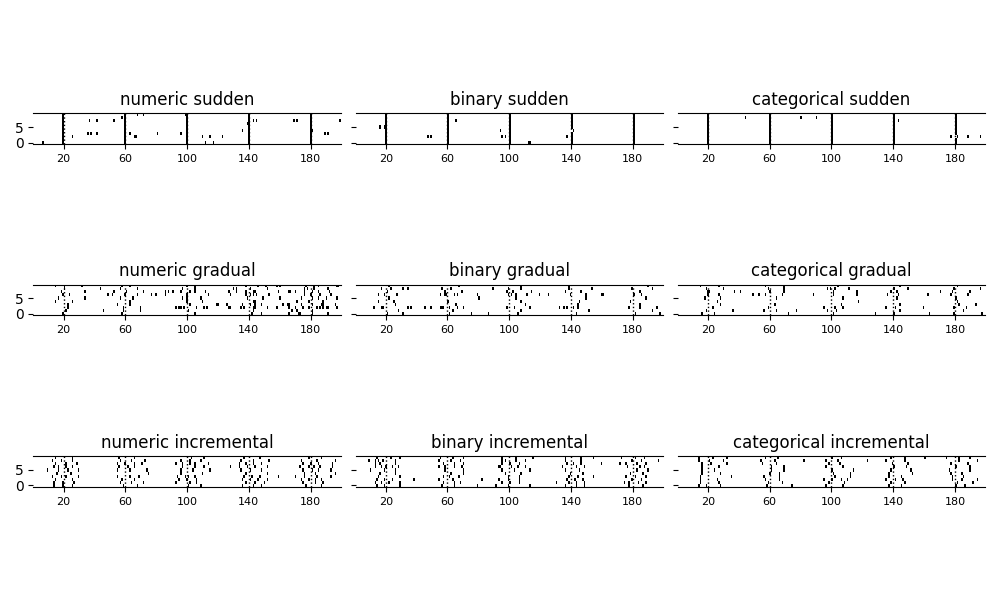 numeric sudden binary sudden categorical sudden
5
0
20 60 100 140 180 20 60 100 140 180 20 60 100 140 180
numeric gradual binary gradual categorical gradual
5
0
20 60 100 140 180 20 60 100 140 180 20 60 100 140 180
numeric incremental binary incremental categorical incremental
5
0
20 60 100 140 180 20 60 100 140 180 20 60 100 140 180